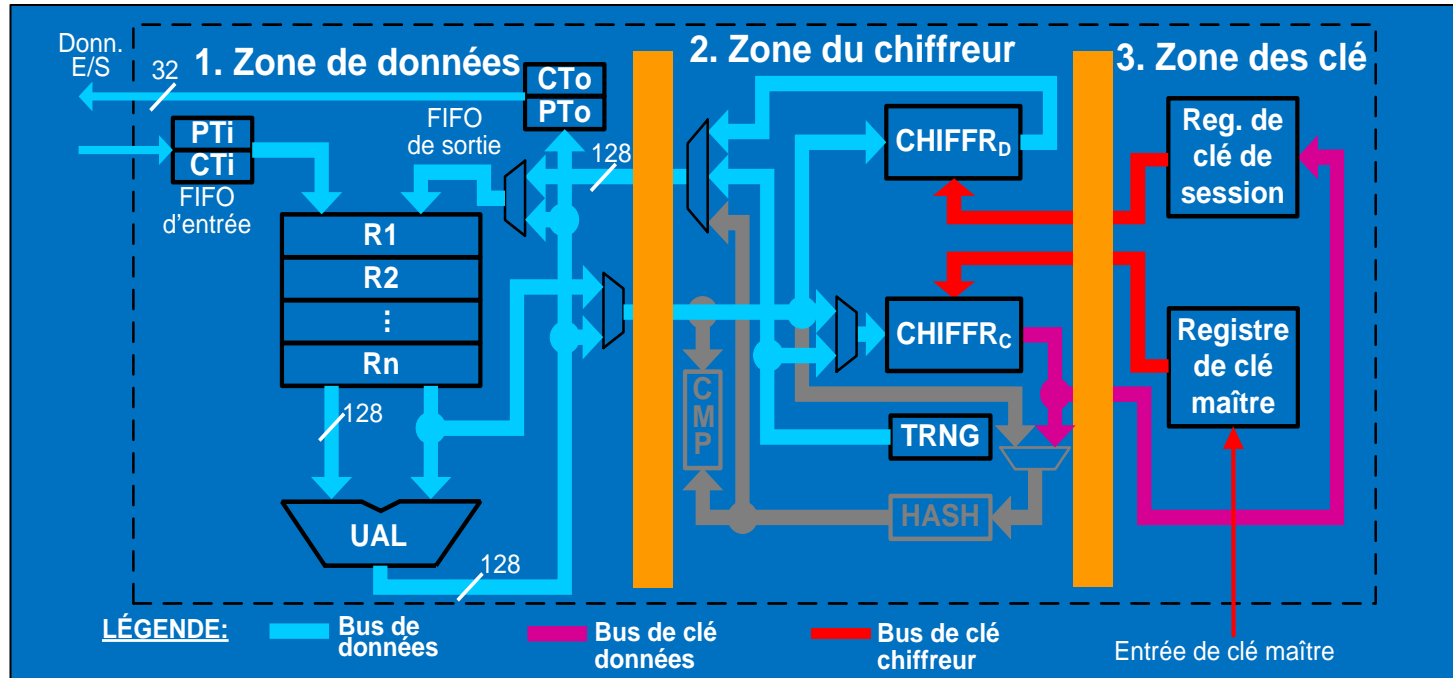 Donn.
E/S
32
1. Zone de données
2. Zone du chiffreur
3. Zone des clé
CTo
PTo
PTi
CTi
FIFO
d'entrée
FIFO
de sortie
128
CHIFFRD
Reg. de
clé de
session
R1
R2
⋮
Rn
128
CHIFFRC
Registre
de clé
maître
CMP
TRNG
HASH
UAL
128
LÉGENDE:
Bus de
données
Bus de clé
données
Bus de clé
chiffreur
Entrée de clé maître